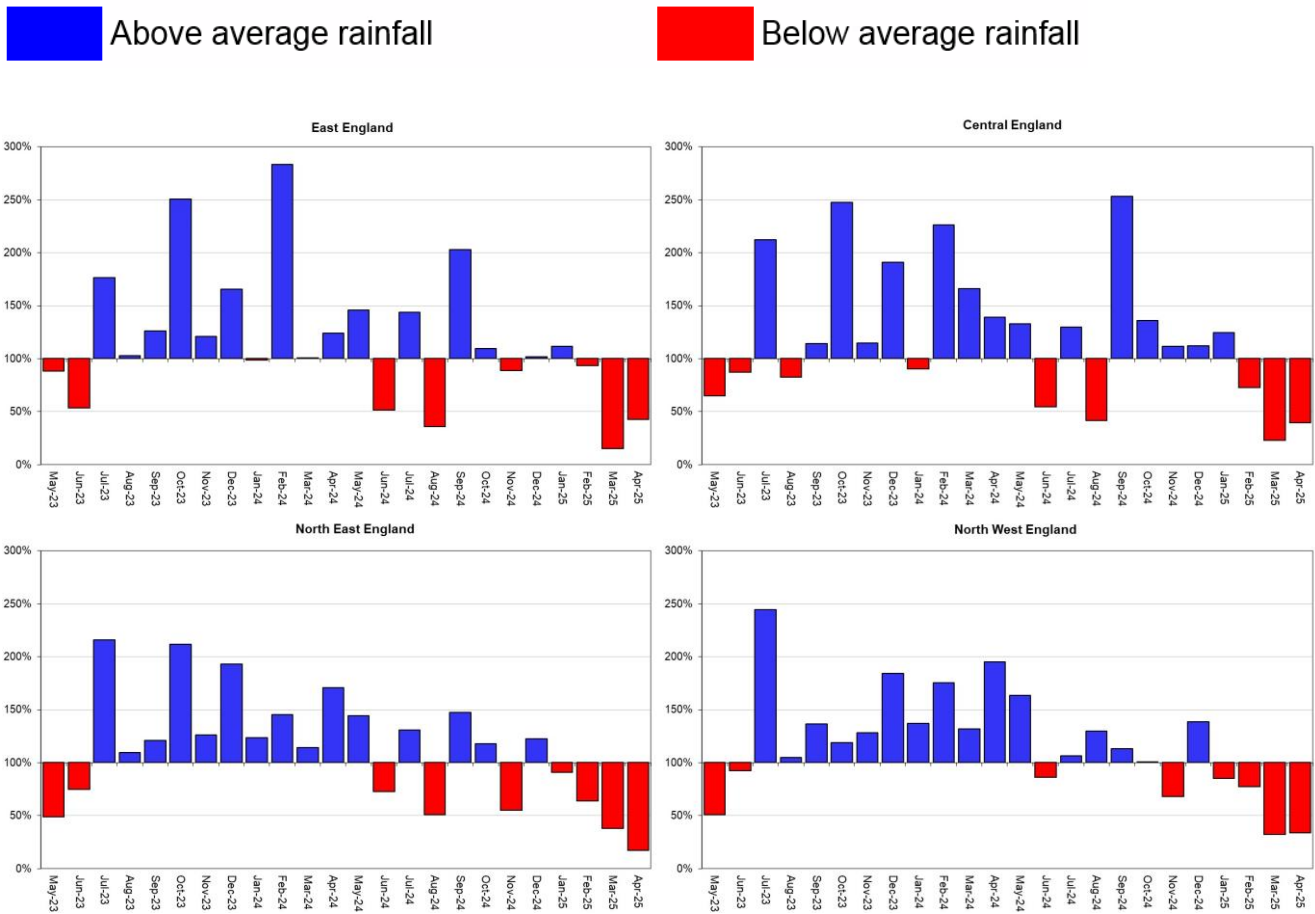 Above average rainfall
Below average rainfall
East England
300%
250%
200%
150%
100%
50%
0%
May-23
Jun-23
Jul-23
Aug-23
Sep-23
Oct-23
Nov-23
Dec-23
Jan-24
Feb-24
Mar-24
Apr-24
May-24
Jun-24
Jul-24
Aug-24
Sep-24
Oct-24
Nov-24
Dec-24
Jan-25
Feb-25
Mar-25
Apr-25
Central England
300%
250%
200%
150%
100%
50%
0%
May-23
Jun-23
Jul-23
Aug-23
Sep-23
Oct-23
Nov-23
Dec-23
Jan-24
Feb-24
Mar-24
Apr-24
May-24
Jun-24
Jul-24
Aug-24
Sep-24
Oct-24
Nov-24
Dec-24
Jan-25
Feb-25
Mar-25
Apr-25
North East England
300%
250%
200%
150%
100%
50%
0%
May-23
Jun-23
Jul-23
Aug-23
Sep-23
Oct-23
Nov-23
Dec-23
Jan-24
Feb-24
Mar-24
Apr-24
May-24
Jun-24
Jul-24
Aug-24
Sep-24
Oct-24
Nov-24
Dec-24
Jan-25
Feb-25
Mar-25
Apr-25
North West England
300%
250%
200%
150%
100%
50%
0%
May-23
Jun-23
Jul-23
Aug-23
Sep-23
Oct-23
Nov-23
Dec-23
Jan-24
Feb-24
Mar-24
Apr-24
May-24
Jun-24
Jul-24
Aug-24
Sep-24
Oct-24
Nov-24
Dec-24
Jan-25
Feb-25
Mar-25
Apr-25